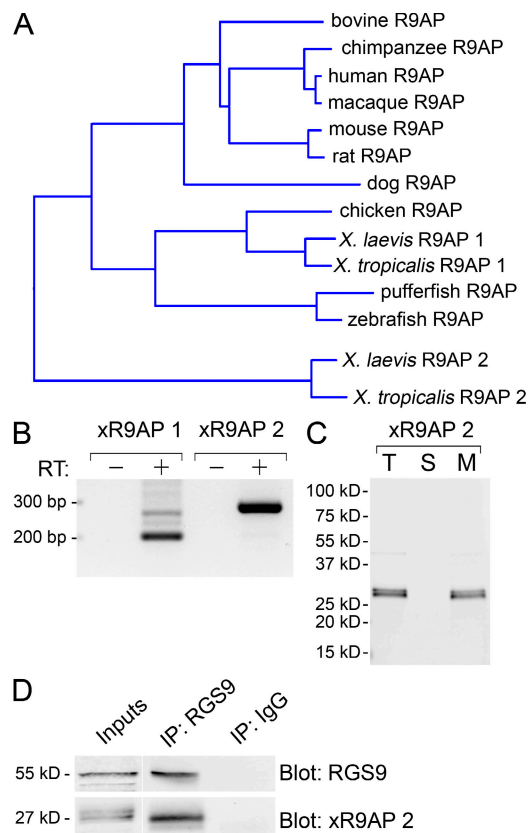 A
bovine R9AP
chimpanzee R9AP
human R9AP
macaque R9AP
mouse R9AP
rat R9AP
dog R9AP
chicken R9AP
X. laevis R9AP 1
X. tropicalis R9AP 1
pufferfish R9AP
zebrafish R9AP
X. laevis R9AP 2
X. tropicalis R9AP 2
B
xR9AP 1 xR9AP 2
RT: – + – +
300 bp -
200 bp -
C
xR9AP 2
T S M
100 kD -
75 kD -
55 kD -
37 kD -
25 kD -
20 kD -
15 kD -
D
Inputs IP: RGS9 IP: IgG
55 kD - Blot: RGS9
27 kD - Blot: xR9AP 2